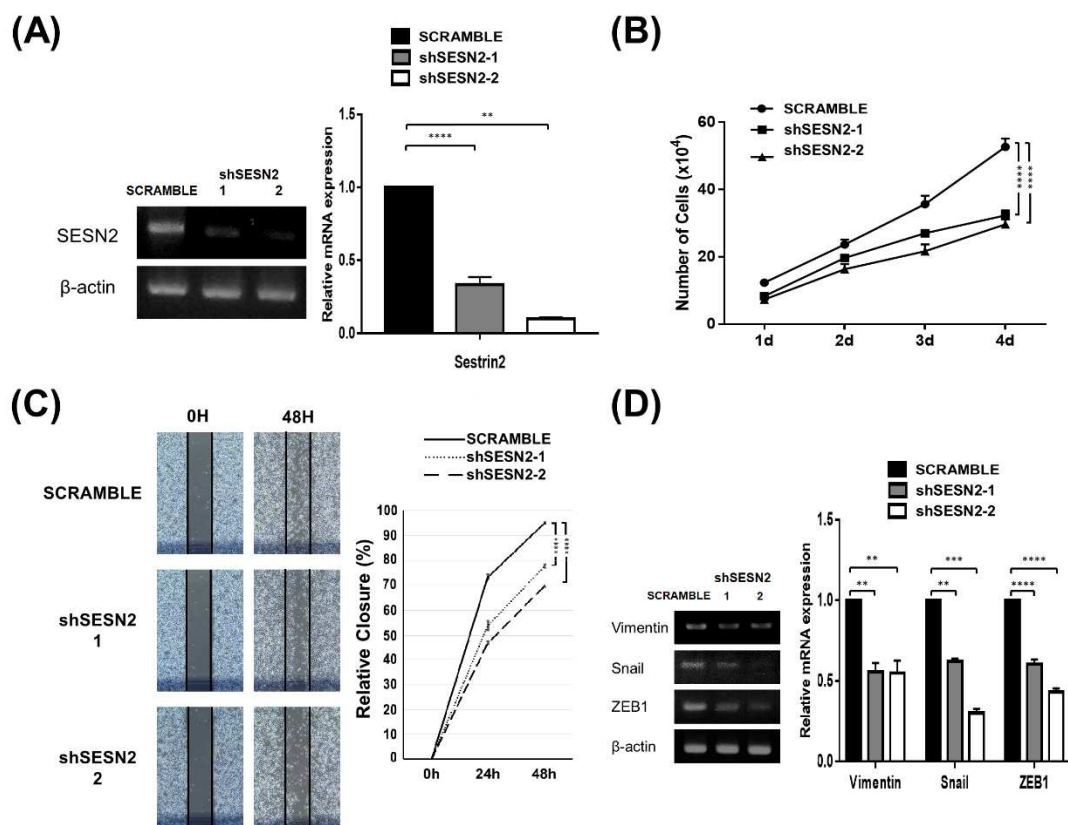 (A)
SCRAMBLE
shSESN2-1
shSESN2-2
shSESN2
SCRAMBLE 1 2
SESN2
β-actin
Relative mRNA expression
1.5
1.0
0.5
0.0
**
****
Sestrin2
(B)
SCRAMBLE
shSESN2-1
shSESN2-2
Number of Cells (x10⁴)
60
40
20
0
1d 2d 3d 4d
****
****
(C)
0H 48H
SCRAMBLE
shSESN2
1
shSESN2
2
SCRAMBLE
shSESN2-1
shSESN2-2
Relative Closure (%)
100
90
80
70
60
50
40
30
20
10
0
0h 24h 48h
(D)
SCRAMBLE
shSESN2-1
shSESN2-2
shSESN2
SCRAMBLE 1 2
Vimentin
Snail
ZEB1
β-actin
Relative mRNA expression
1.5
1.0
0.5
0.0
** *** ****
** ** ****
Vimentin Snail ZEB1